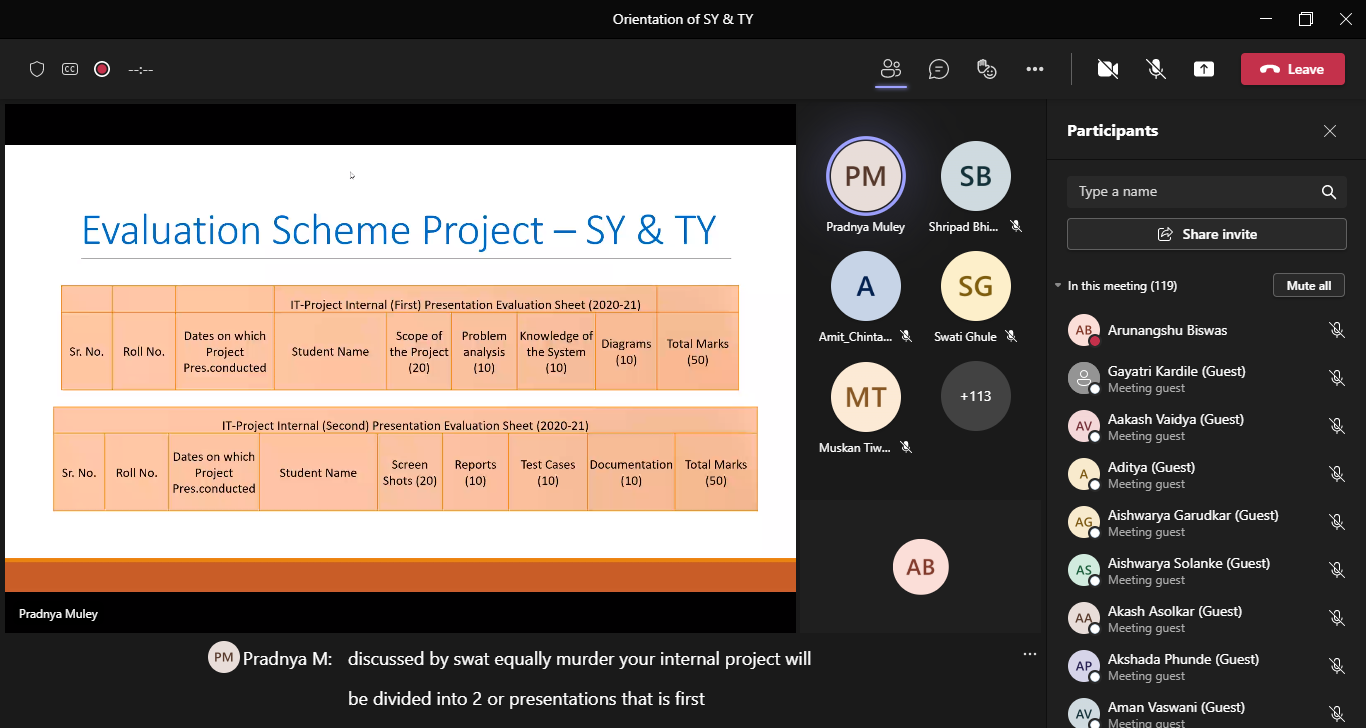 Orientation of SY & TY
CC
--:--
Leave
Evaluation Scheme Project – SY & TY
IT-Project Internal (First) Presentation Evaluation Sheet (2020-21)
Sr. No.
Roll No.
Dates on which
Project
Pres.conducted
Student Name
Scope of
the Project
(20)
Problem
analysis
(10)
Knowledge of
the System
(10)
Diagrams
(10)
Total Marks
(50)
IT-Project Internal (Second) Presentation Evaluation Sheet (2020-21)
Sr. No.
Roll No.
Dates on which
Project
Pres.conducted
Student Name
Screen
Shots (20)
Reports
(10)
Test Cases
(10)
Documentation
(10)
Total Marks
(50)
Pradnya Muley
PM
Pradnya Muley
SB
Shripad Bhi...
A
Amit_Chinta...
SG
Swati Ghule
MT
Muskan Tiw...
+113
AB
PM Pradnya M: discussed by swat equally murder your internal project will
be divided into 2 or presentations that is first
Participants
Type a name
Share invite
In this meeting (119)
Mute all
AB Arunangshu Biswas
Gayatri Kardile (Guest)
Meeting guest
AV Aakash Vaidya (Guest)
Meeting guest
A Aditya (Guest)
Meeting guest
AG Aishwarya Garudkar (Guest)
Meeting guest
AS Aishwarya Solanke (Guest)
Meeting guest
AA Akash Asolkar (Guest)
Meeting guest
AP Akshada Phunde (Guest)
Meeting guest
AV Aman Vaswani (Guest)
Meeting guest